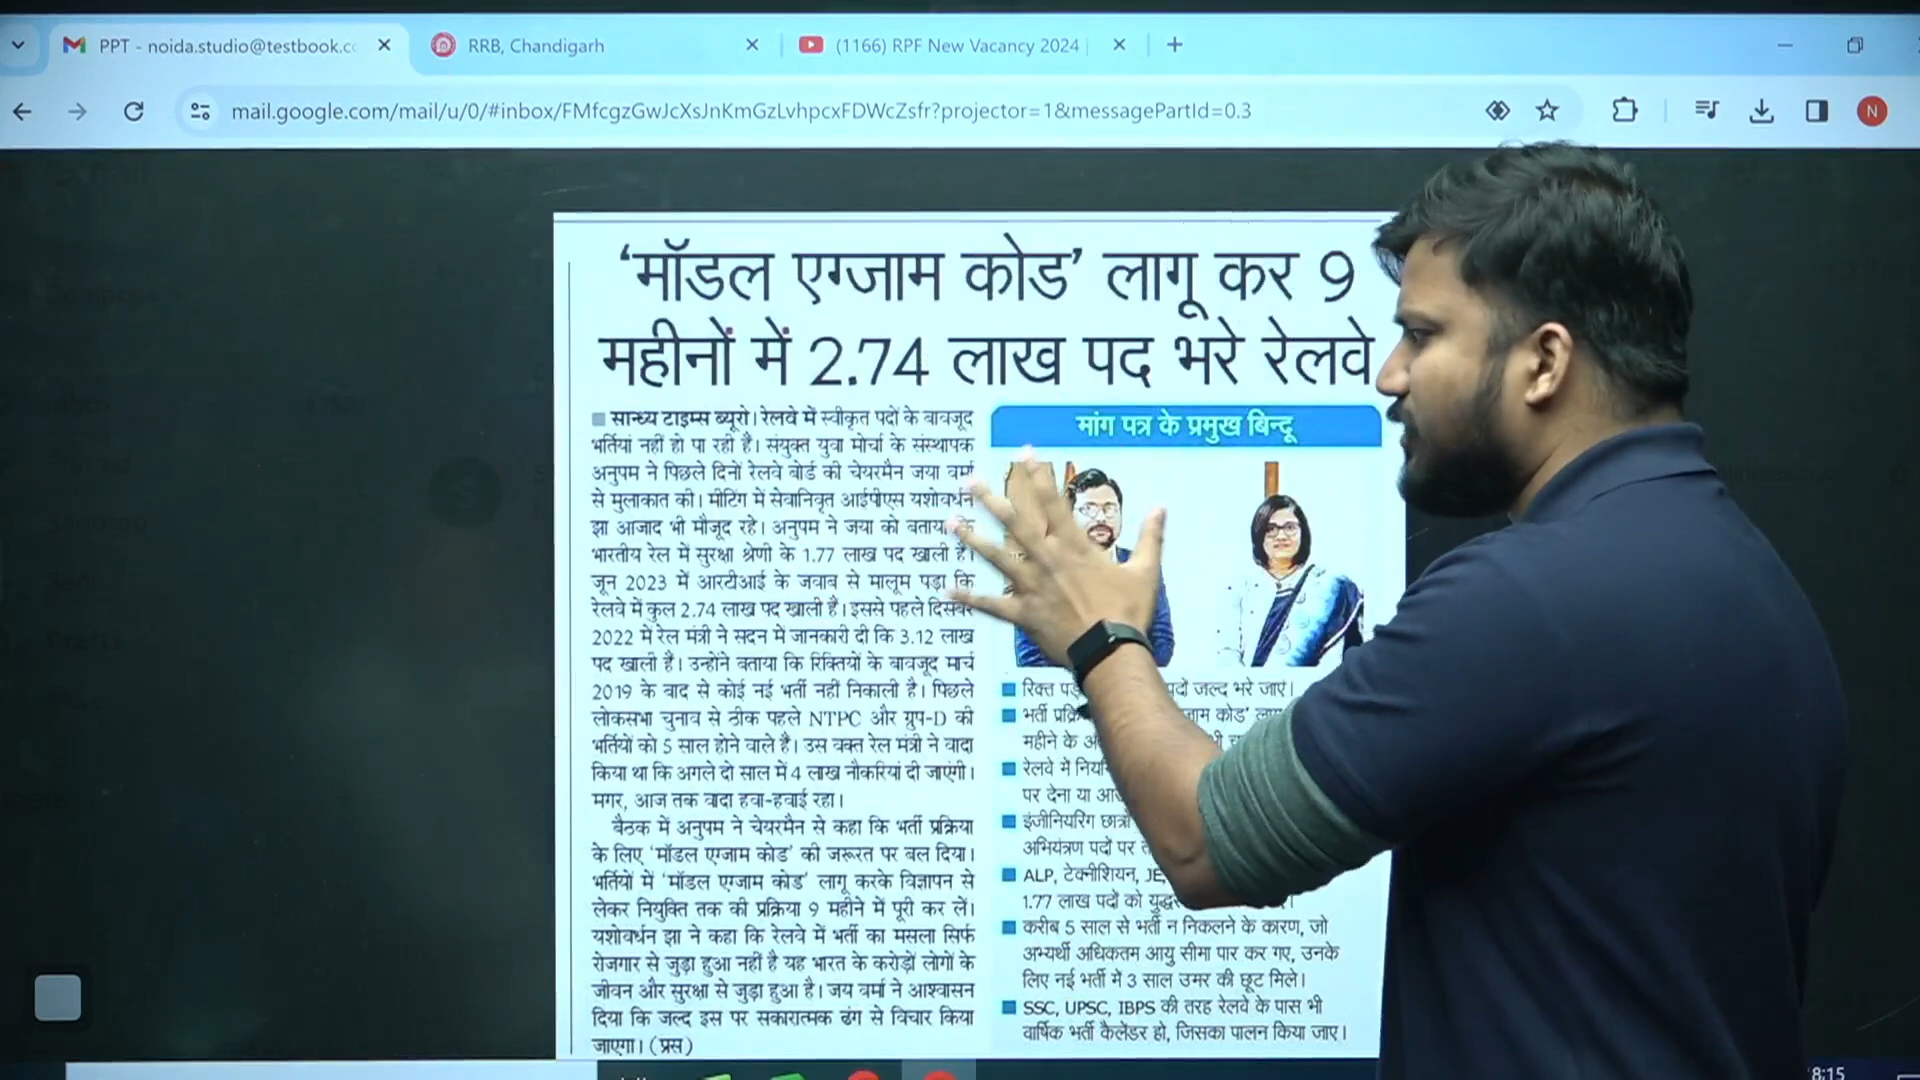 PPT - noida.studio@testbook.c
RRB, Chandigarh
(1166) RPF New Vacancy 2024
mail.google.com/mail/u/0/#inbox/FMfcgzGwJcXsJnKmGzLvhpcxFDWcZsfr?projector=1&messagePartId=0.3
N
‘मॉडल एग्जाम कोड’ लागू कर 9
महीनों में 2.74 लाख पद भरे रेलवे
सान्ध्य टाइम्स ब्यूरो। रेलवे में स्वीकृत पदों के बावजूद
भर्तियां नहीं हो पा रही हैं। संयुक्त युवा मोर्चा के संस्थापक
अनुपम ने पिछले दिनों रेलवे बोर्ड की चेयरमैन जया वर्मा
से मुलाकात की। मीटिंग में सेवानिवृत आईपीएस यशोवर्धन
झा आजाद भी मौजूद रहे। अनुपम ने जया को बताया कि
भारतीय रेल में सुरक्षा श्रेणी के 1.77 लाख पद खाली हैं।
जून 2023 में आरटीआई के जवाब से मालूम पड़ा कि
रेलवे में कुल 2.74 लाख पद खाली हैं। इससे पहले दिसंबर
2022 में रेल मंत्री ने सदन में जानकारी दी कि 3.12 लाख
पद खाली हैं। उन्होंने बताया कि रिक्तियों के बावजूद मार्च
2019 के बाद से कोई नई भर्ती नहीं निकाली है। पिछले
लोकसभा चुनाव से ठीक पहले NTPC और ग्रुप-D की
भर्तियों को 5 साल होने वाले हैं। उस वक्त रेल मंत्री ने वादा
किया था कि अगले दो साल में 4 लाख नौकरियां दी जाएंगी।
मगर, आज तक वादा हवा-हवाई रहा।
बैठक में अनुपम ने चेयरमैन से कहा कि भर्ती प्रक्रिया
के लिए ‘मॉडल एग्जाम कोड’ की जरूरत पर बल दिया।
भर्तियों में ‘मॉडल एग्जाम कोड’ लागू करके विज्ञापन से
लेकर नियुक्ति तक की प्रक्रिया 9 महीने में पूरी कर लें।
यशोवर्धन झा ने कहा कि रेलवे में भर्ती का मसला सिर्फ
रोजगार से जुड़ा हुआ नहीं है यह भारत के करोड़ों लोगों के
जीवन और सुरक्षा से जुड़ा हुआ है। जय वर्मा ने आश्वासन
दिया कि जल्द इस पर सकारात्मक ढंग से विचार किया
जाएगा। (प्रस)
मांग पत्र के प्रमुख बिन्दू
रिक्त पदों जल्द भरे जाएं।
भर्ती कोड’
महीने के
रेलवे में
पर देना या
इंजीनियरिंग छात्रों
अभियंत्रण पदों पर
ALP, टेक्नीशियन, JE,
1.77 लाख पदों को
करीब 5 साल से भर्ती न निकलने के कारण, जो
अभ्यर्थी अधिकतम आयु सीमा पार कर गए, उनके
लिए नई भर्ती में 3 साल उमर की छूट मिले।
SSC, UPSC, IBPS की तरह रेलवे के पास भी
वार्षिक भर्ती कैलेंडर हो, जिसका पालन किया जाए।
8:15